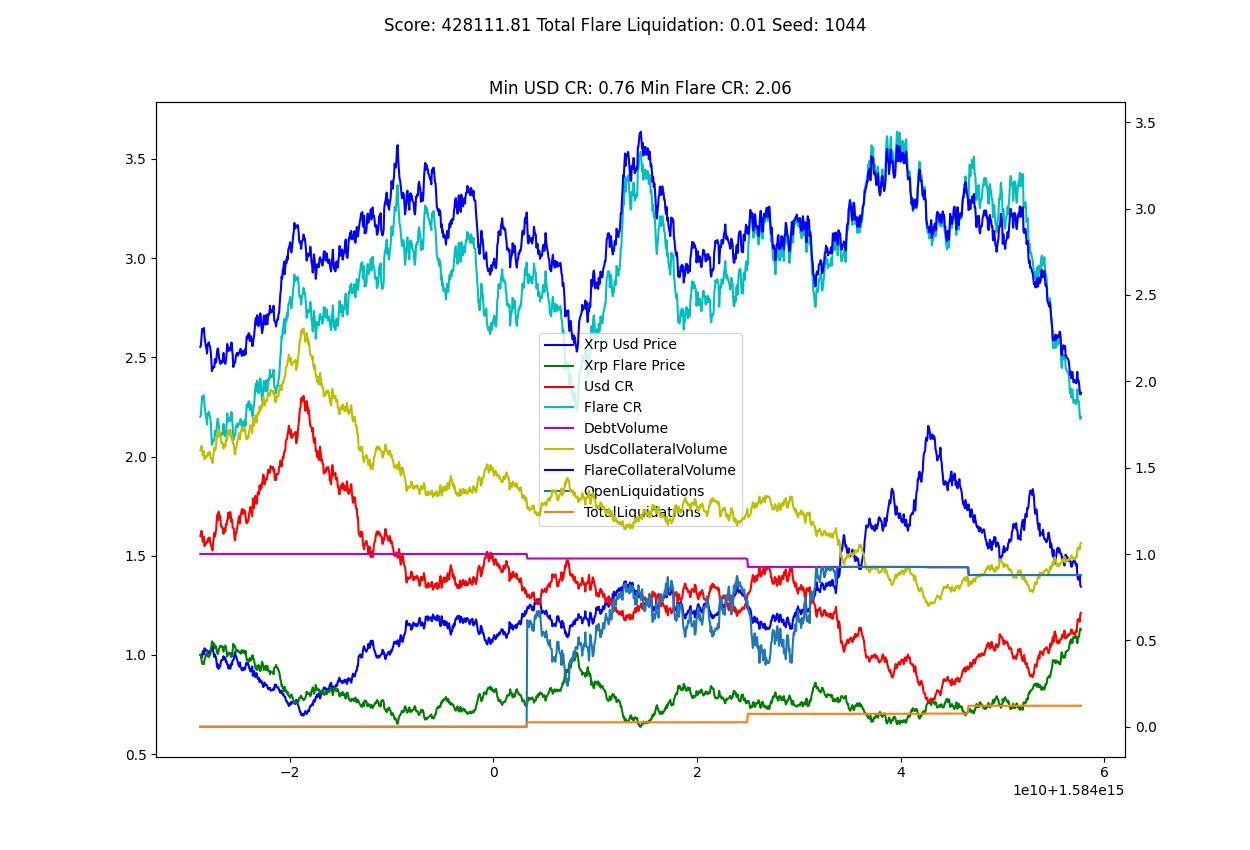 Score: 428111.81 Total Flare Liquidation: 0.01 Seed: 1044
Min USD CR: 0.76 Min Flare CR: 2.06
3.5
3.0
2.5
2.0
1.5
1.0
0.5
3.5
3.0
2.5
2.0
1.5
1.0
0.5
0.0
Xrp Usd Price
Xrp Flare Price
Usd CR
Flare CR
DebtVolume
UsdCollateralVolume
FlareCollateralVolume
OpenLiquidations
TotalLiquidations
−2 0 2 4 6
1e10+1.584e15